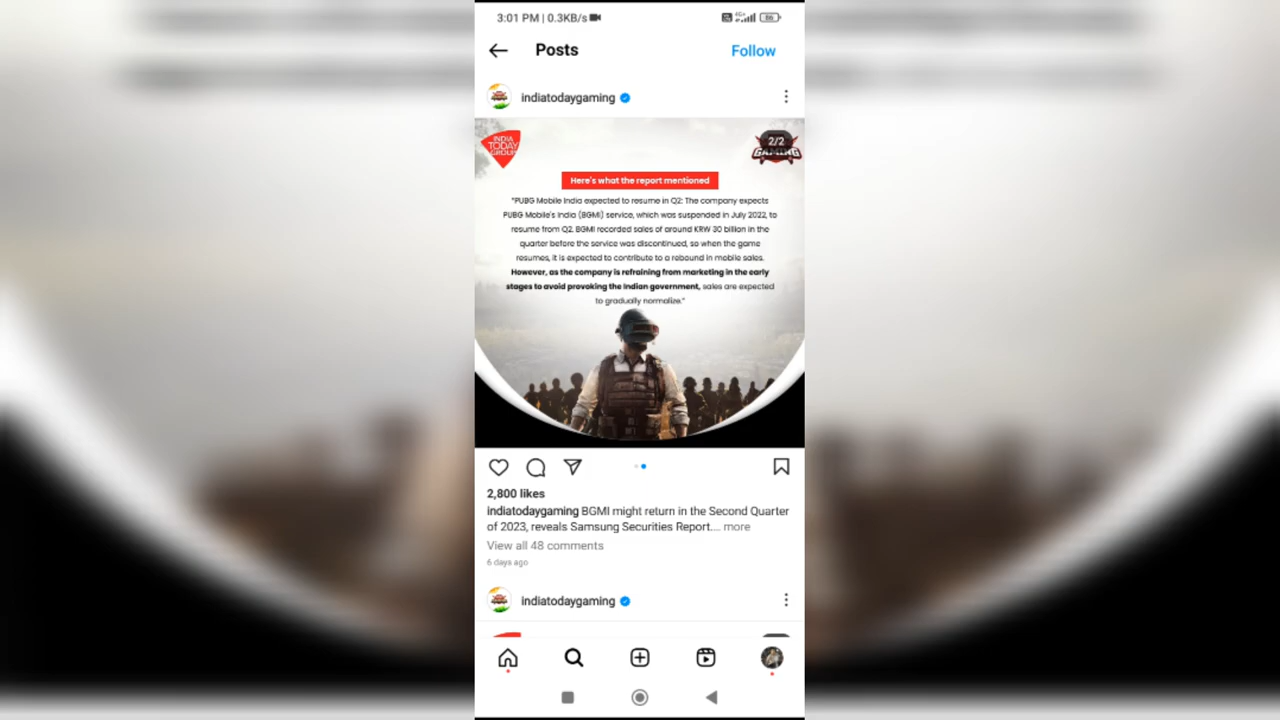 3:01 PM | 0.3KB/s
4G+
86
Posts
Follow
indiatodaygaming
INDIA
TODAY
GROUP
2/2
GAMING
Here's what the report mentioned
"PUBG Mobile India expected to resume in Q2: The company expects
PUBG Mobile's India (BGMI) service, which was suspended in July 2022, to
resume from Q2. BGMI recorded sales of around KRW 30 billion in the
quarter before the service was discontinued, so when the game
resumes, it is expected to contribute to a rebound in mobile sales.
However, as the company is refraining from marketing in the early
stages to avoid provoking the Indian government, sales are expected
to gradually normalize."
2,800 likes
indiatodaygaming BGMI might return in the Second Quarter
of 2023, reveals Samsung Securities Report.... more
View all 48 comments
6 days ago
indiatodaygaming